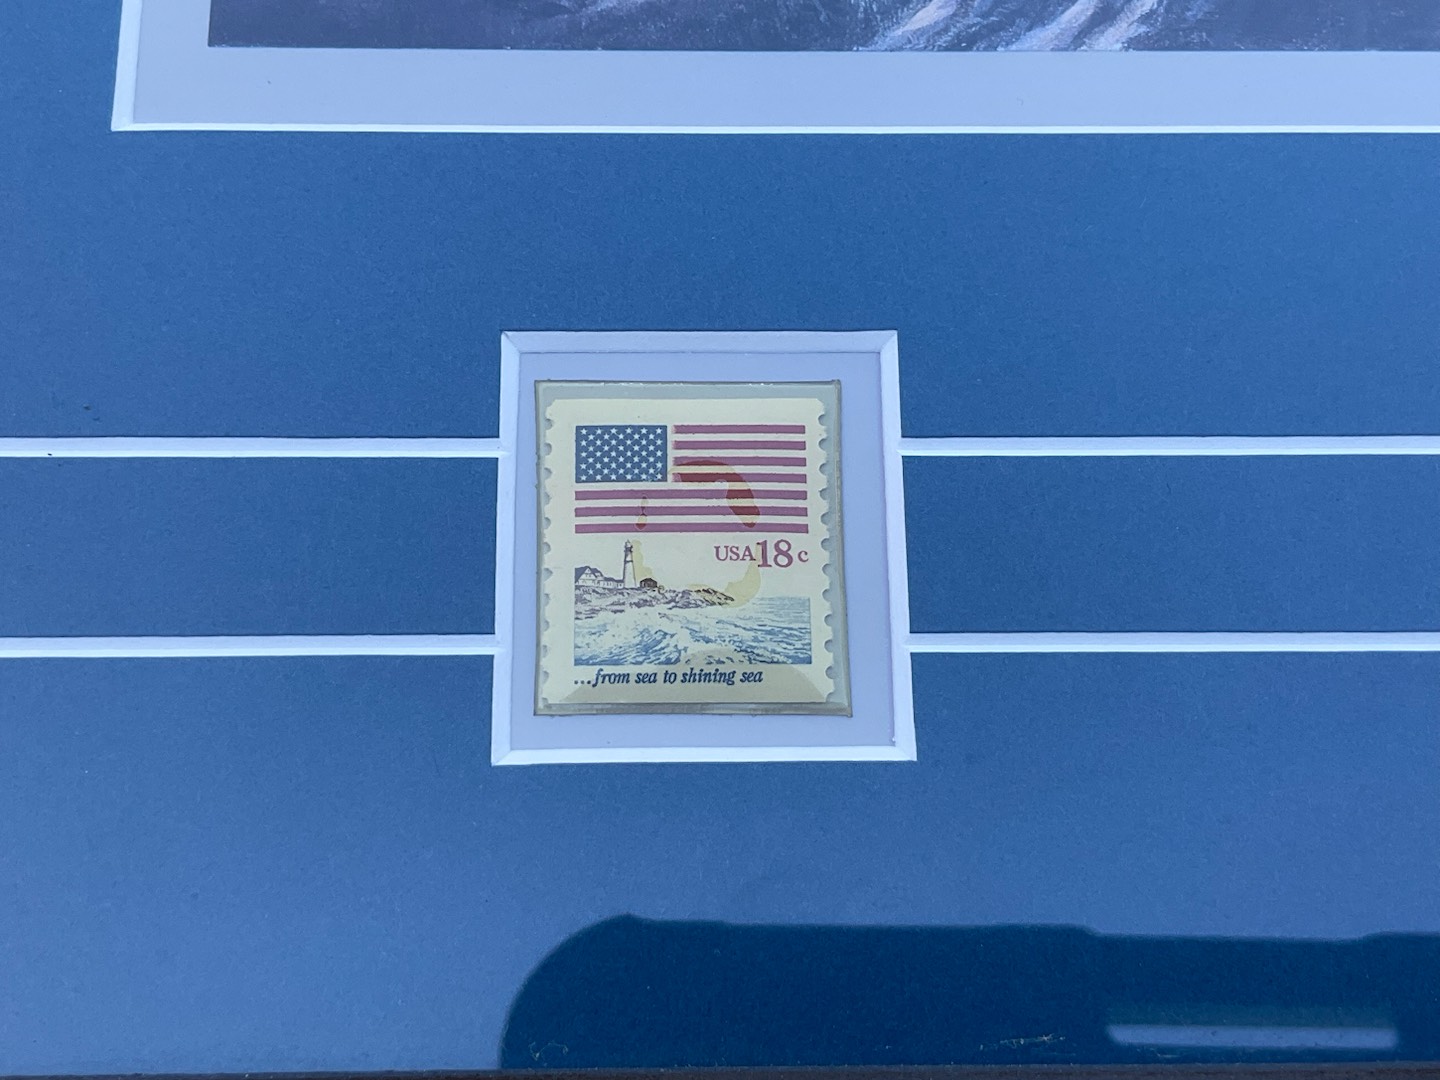 USA18c
...from sea to shining sea